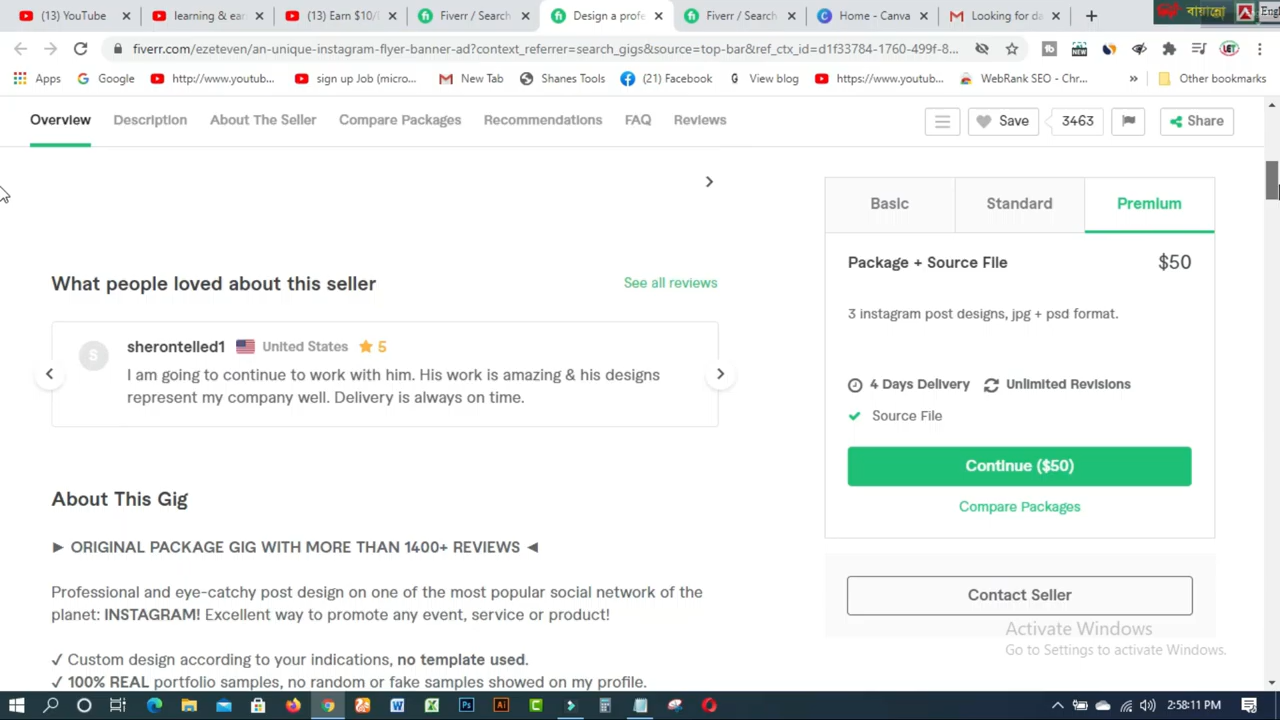 (13) YouTube
learning & ear
(13) Earn $10/
Fiverr / Search
Design a profe
Fiverr / Search
Home - Canva
Looking for da
fiverr.com/ezeteven/an-unique-instagram-flyer-banner-ad?context_referrer=search_gigs&source=top-bar&ref_ctx_id=d1f33784-1760-499f-8...
Apps
Google
http://www.youtub...
sign up Job (micro...
New Tab
Shanes Tools
(21) Facebook
View blog
https://www.youtub...
WebRank SEO - Chr...
»
Other bookmarks
Overview
Description
About The Seller
Compare Packages
Recommendations
FAQ
Reviews
Save
3463
Share
Basic
Standard
Premium
Package + Source File
$50
3 instagram post designs, jpg + psd format.
4 Days Delivery
Unlimited Revisions
Source File
Continue ($50)
Compare Packages
Contact Seller
What people loved about this seller
See all reviews
S
sherontelled1
United States
5
I am going to continue to work with him. His work is amazing & his designs
represent my company well. Delivery is always on time.
About This Gig
► ORIGINAL PACKAGE GIG WITH MORE THAN 1400+ REVIEWS ◄
Professional and eye-catchy post design on one of the most popular social network of the
planet: INSTAGRAM! Excellent way to promote any event, service or product!
✓ Custom design according to your indications, no template used.
✓ 100% REAL portfolio samples, no random or fake samples showed on my profile.
Activate Windows
Go to Settings to activate Windows.
2:58:11 PM